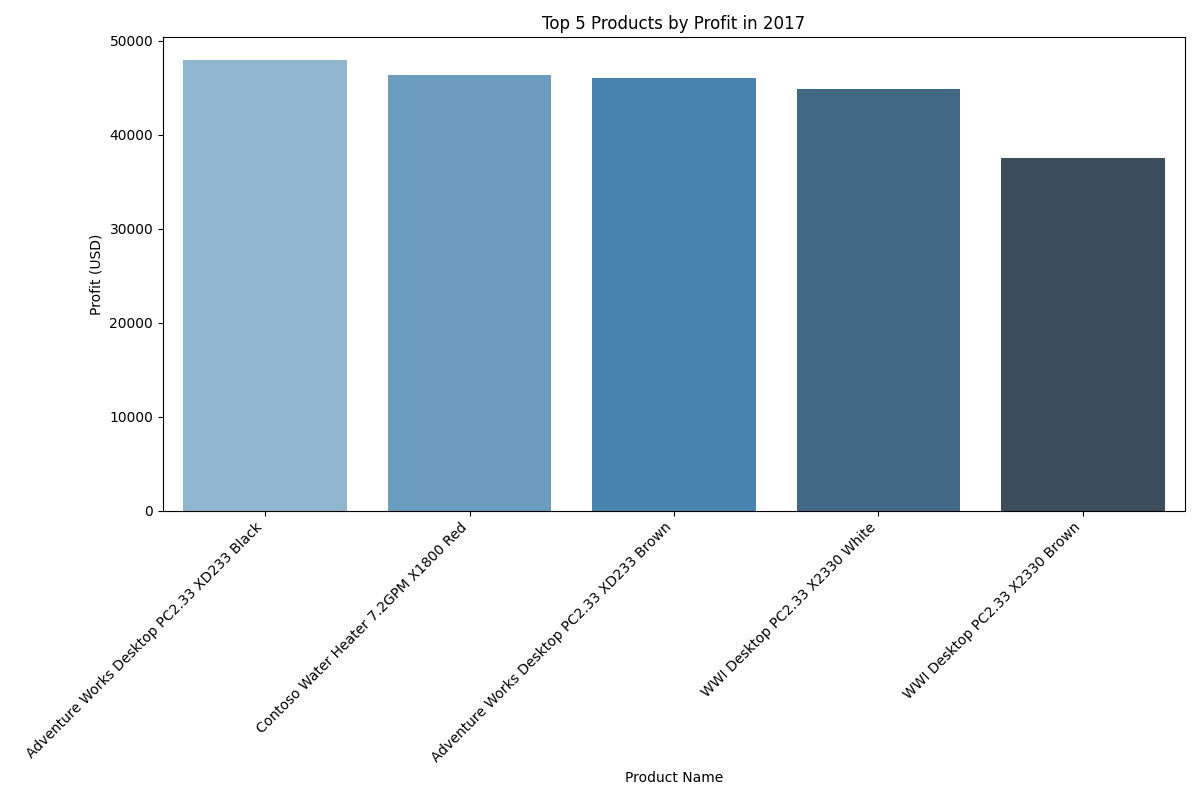 Top 5 Products by Profit in 2017
50000
40000
30000
20000
10000
0
Profit (USD)
Adventure Works Desktop PC2.33 XD233 Black
Contoso Water Heater 7.2GPM X1800 Red
Adventure Works Desktop PC2.33 XD233 Brown
WWI Desktop PC2.33 X2330 White
WWI Desktop PC2.33 X2330 Brown
Product Name